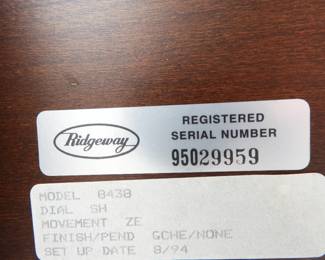 Ridgeway
REGISTERED
SERIAL NUMBER
95029959
MODEL 8438
DIAL SH
MOVEMENT ZE
FINISH/PEND GCHE/NONE
SET UP DATE 8/94